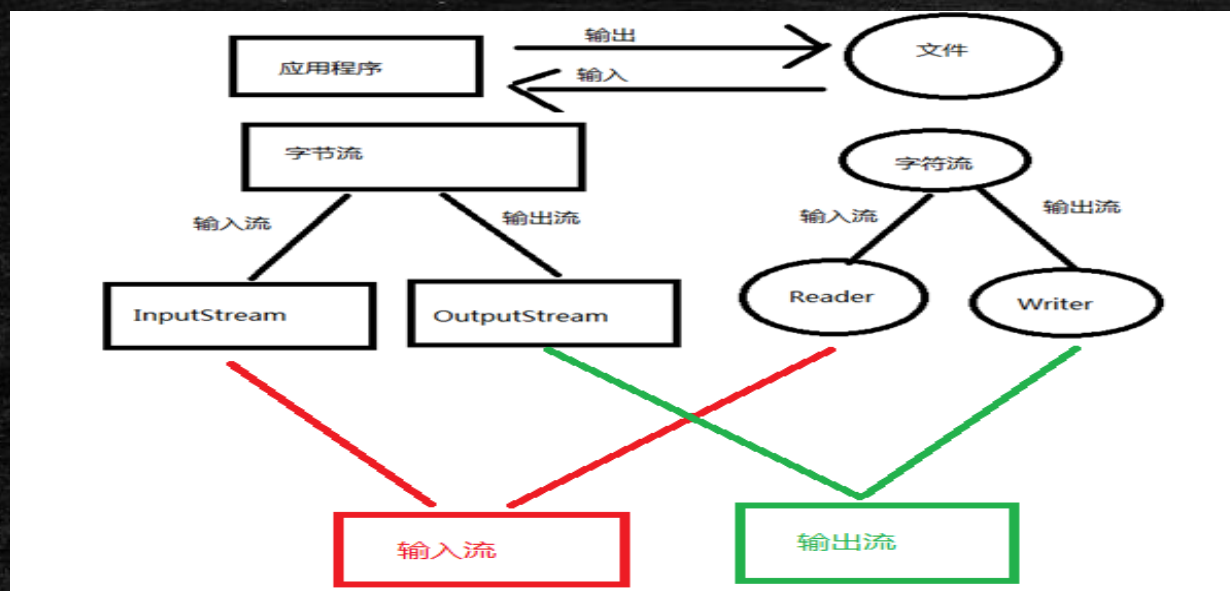 输出
应用程序
文件
输入
字节流
字符流
输入流
输出流
输入流
输出流
InputStream
OutputStream
Reader
Writer
输入流
输出流